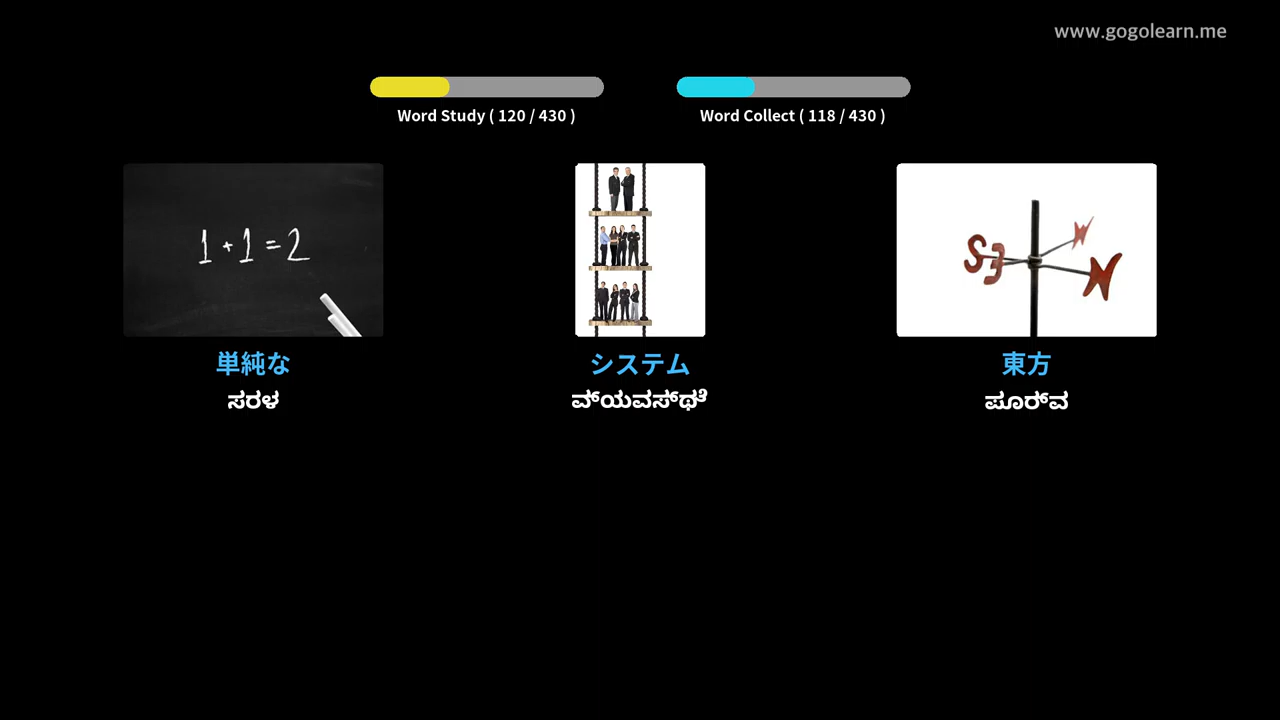 www.gogolearn.me
Word Study ( 120 / 430 )
Word Collect ( 118 / 430 )
1 + 1 = 2
S
E
N
W
単純な
システム
東方
ಸರಳ
ವ್‌ಯವಸ್‌ಥೆ
ಪೂರ್‌ವ